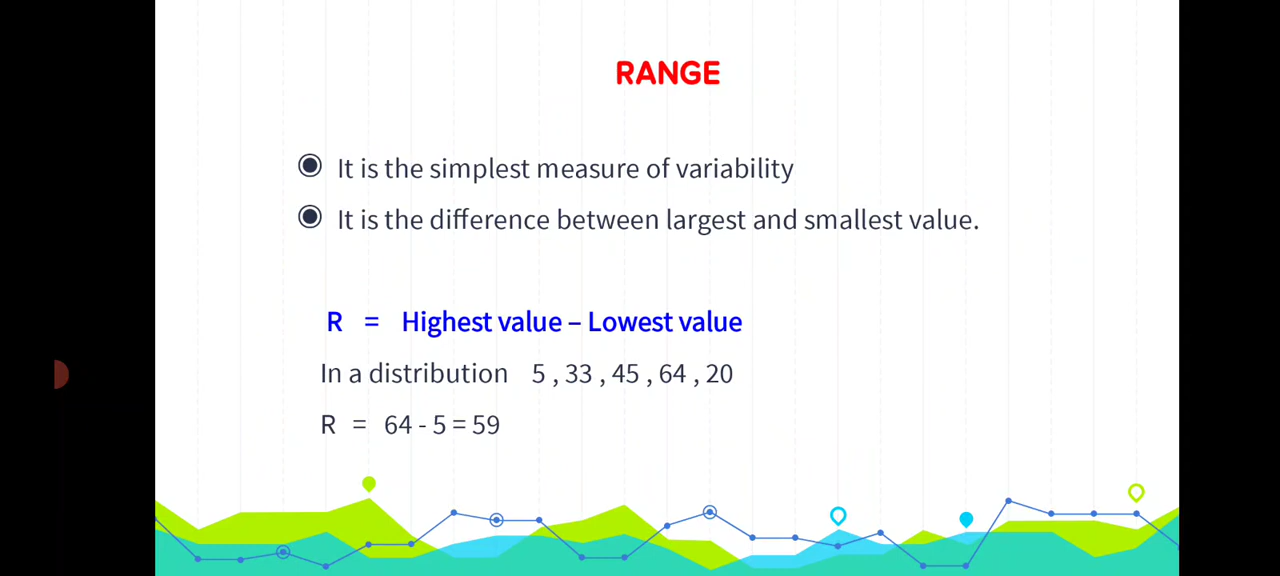 RANGE
It is the simplest measure of variability
It is the difference between largest and smallest value.
R = Highest value – Lowest value
In a distribution 5 , 33 , 45 , 64 , 20
R = 64 - 5 = 59